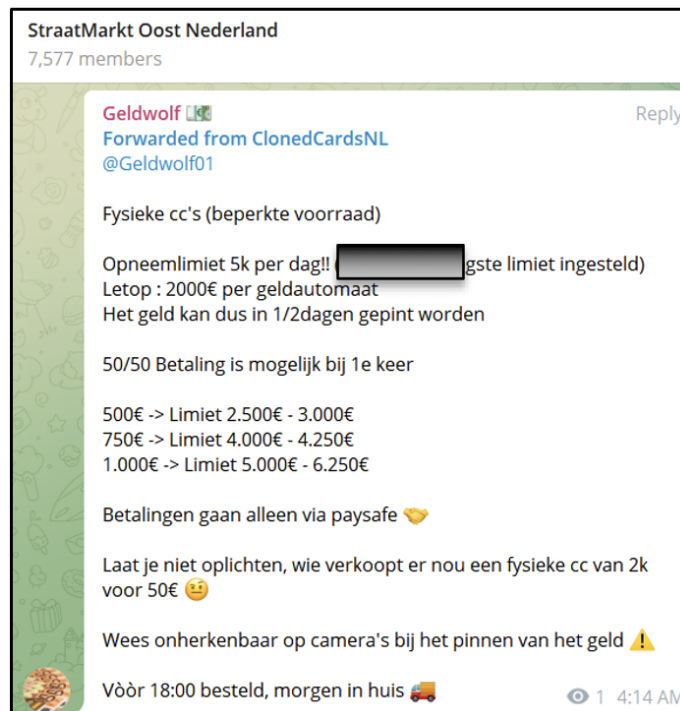 StraatMarkt Oost Nederland
7,577 members
Geldwolf 💵 Reply
Forwarded from ClonedCardsNL
@Geldwolf01
Fysieke cc's (beperkte voorraad)
Opneemlimiet 5k per dag!! ( gste limiet ingesteld)
Letop : 2000€ per geldautomaat
Het geld kan dus in 1/2dagen gepint worden
50/50 Betaling is mogelijk bij 1e keer
500€ -> Limiet 2.500€ - 3.000€
750€ -> Limiet 4.000€ - 4.250€
1.000€ -> Limiet 5.000€ - 6.250€
Betalingen gaan alleen via paysafe 🤝
Laat je niet oplichten, wie verkoopt er nou een fysieke cc van 2k
voor 50€ 🤨
Wees onherkenbaar op camera's bij het pinnen van het geld ⚠️
Vòòr 18:00 besteld, morgen in huis 🚚 1 4:14 AM